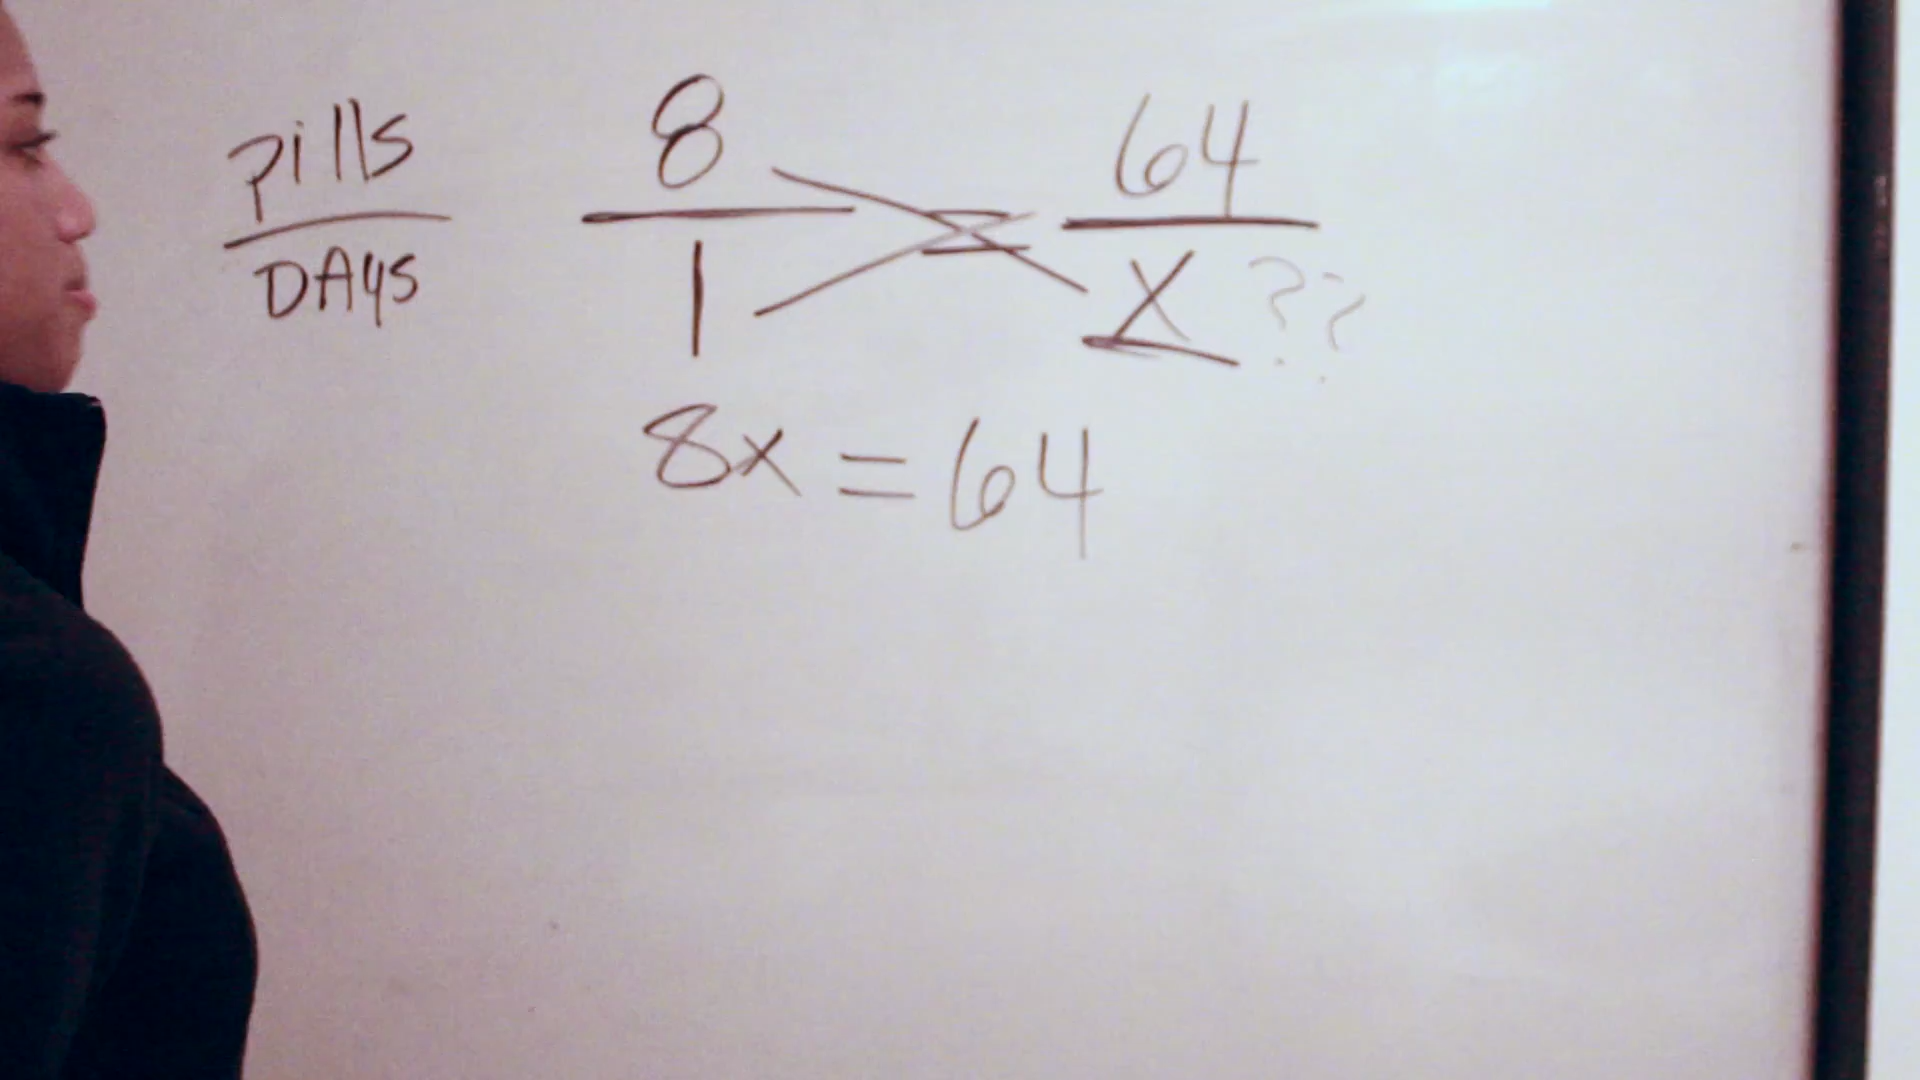 pills 8 64
DAys 1 = X ??
8x = 64